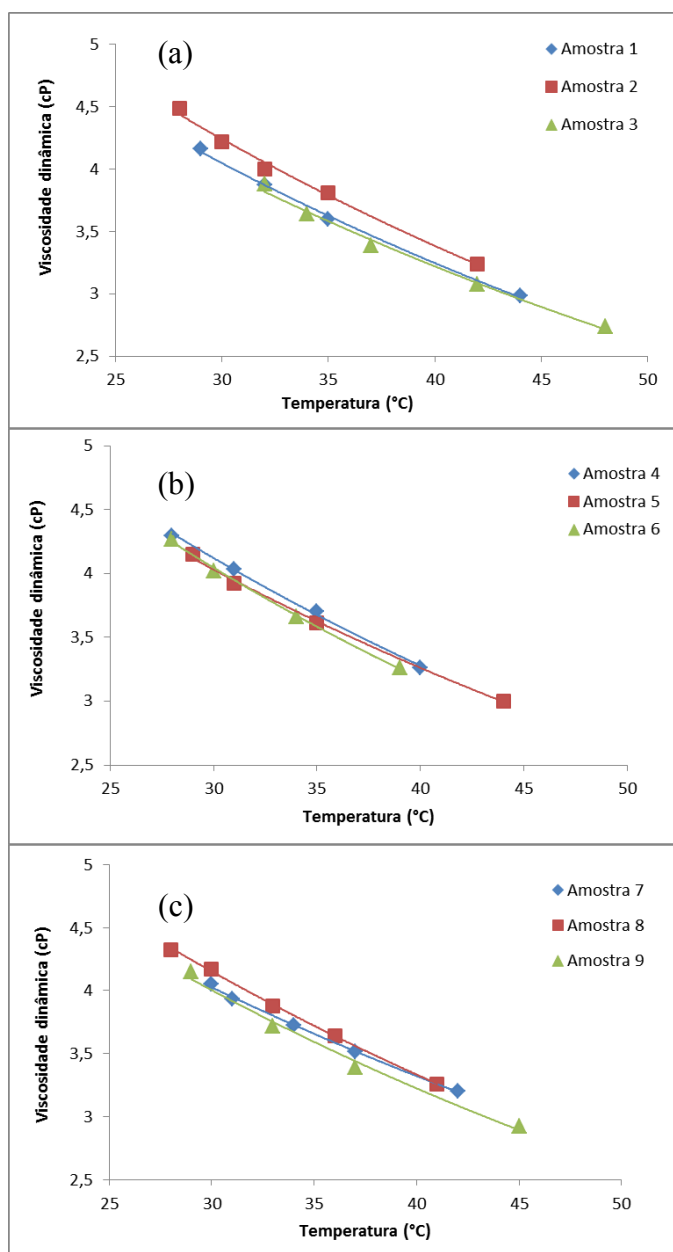 (a)
Viscosidade dinâmica (cP)
5
4,5
4
3,5
3
2,5
25
30
35
40
45
50
Temperatura (°C)
Amostra 1
Amostra 2
Amostra 3
(b)
Viscosidade dinâmica (cP)
5
4,5
4
3,5
3
2,5
25
30
35
40
45
50
Temperatura (°C)
Amostra 4
Amostra 5
Amostra 6
(c)
Viscosidade dinâmica (cP)
5
4,5
4
3,5
3
2,5
25
30
35
40
45
50
Temperatura (°C)
Amostra 7
Amostra 8
Amostra 9